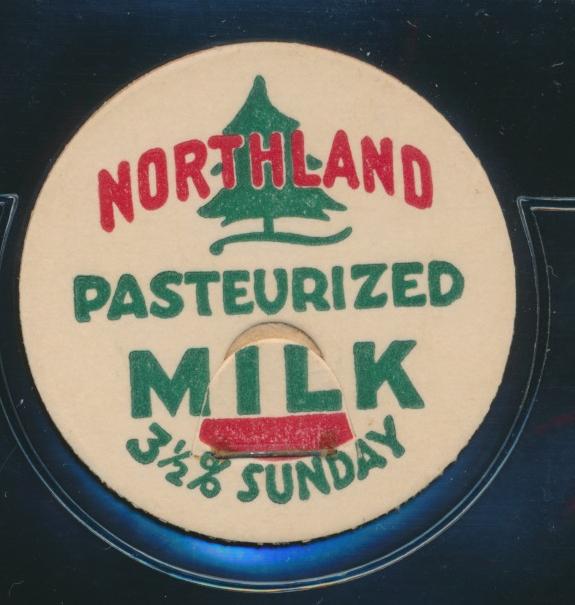 NORTHLAND
PASTEURIZED
MILK
3½% SUNDAY